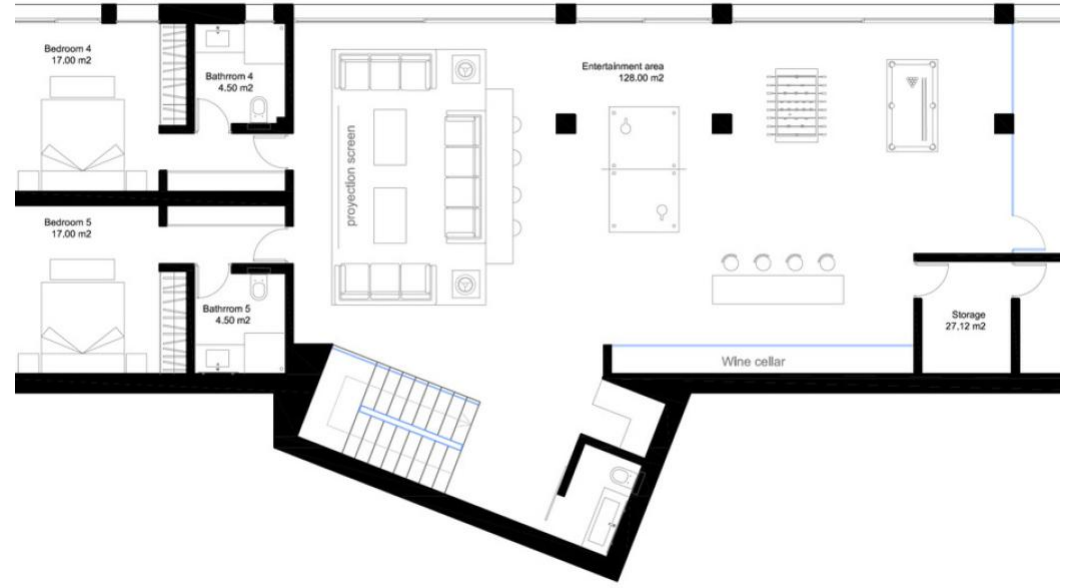 Bedroom 4
17.00 m2
Bathrrom 4
4.50 m2
Entertainment area
128.00 m2
proyection screen
Bedroom 5
17.00 m2
Bathrrom 5
4.50 m2
Storage
27,12 m2
Wine cellar